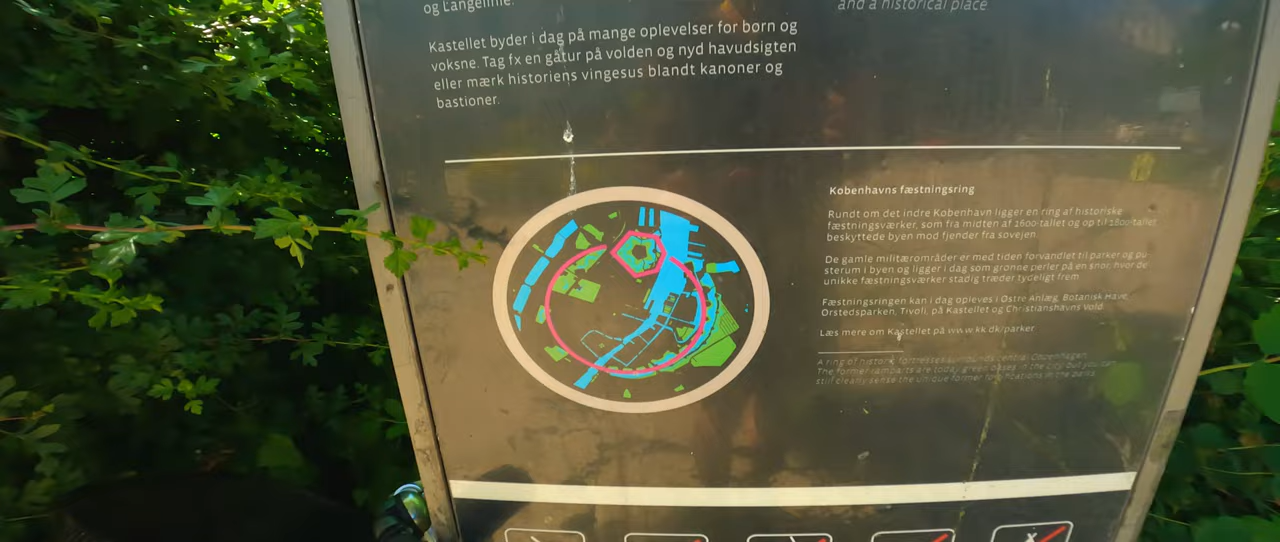 og Langelinie.
Kastellet byder i dag på mange oplevelser for børn og
voksne. Tag fx en gåtur på volden og nyd havudsigten
eller mærk historiens vingesus blandt kanoner og
bastioner.
and a historical place
Københavns fæstningsring
Rundt om det indre København ligger en ring af historiske
fæstningsværker, som fra midten af 1600-tallet og op til 1800-tallet
beskyttede byen mod fjender fra søvejen.
De gamle militærområder er med tiden forvandlet til parker og pu
sterum i byen og ligger i dag som grønne perler på en snor, hvor de
unikke fæstningsværker stadig træder tydeligt frem.
Fæstningsringen kan i dag opleves i Østre Anlæg, Botanisk Have,
Ørstedsparken, Tivoli, på Kastellet og Christianshavns Vold.
Læs mere om Kastellet på www.kk.dk/parker
A ring of historic fortresses surrounds central Copenhagen.
The former ramparts are today green oases in the city but you can
still clearly sense the unique former fortifications in the parks